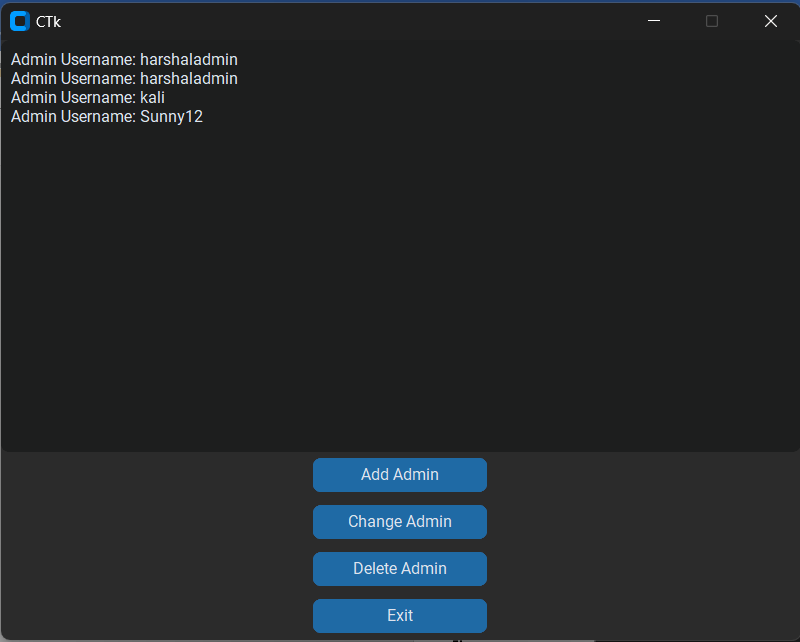 CTk
Admin Username: harshaladmin
Admin Username: harshaladmin
Admin Username: kali
Admin Username: Sunny12
Add Admin
Change Admin
Delete Admin
Exit